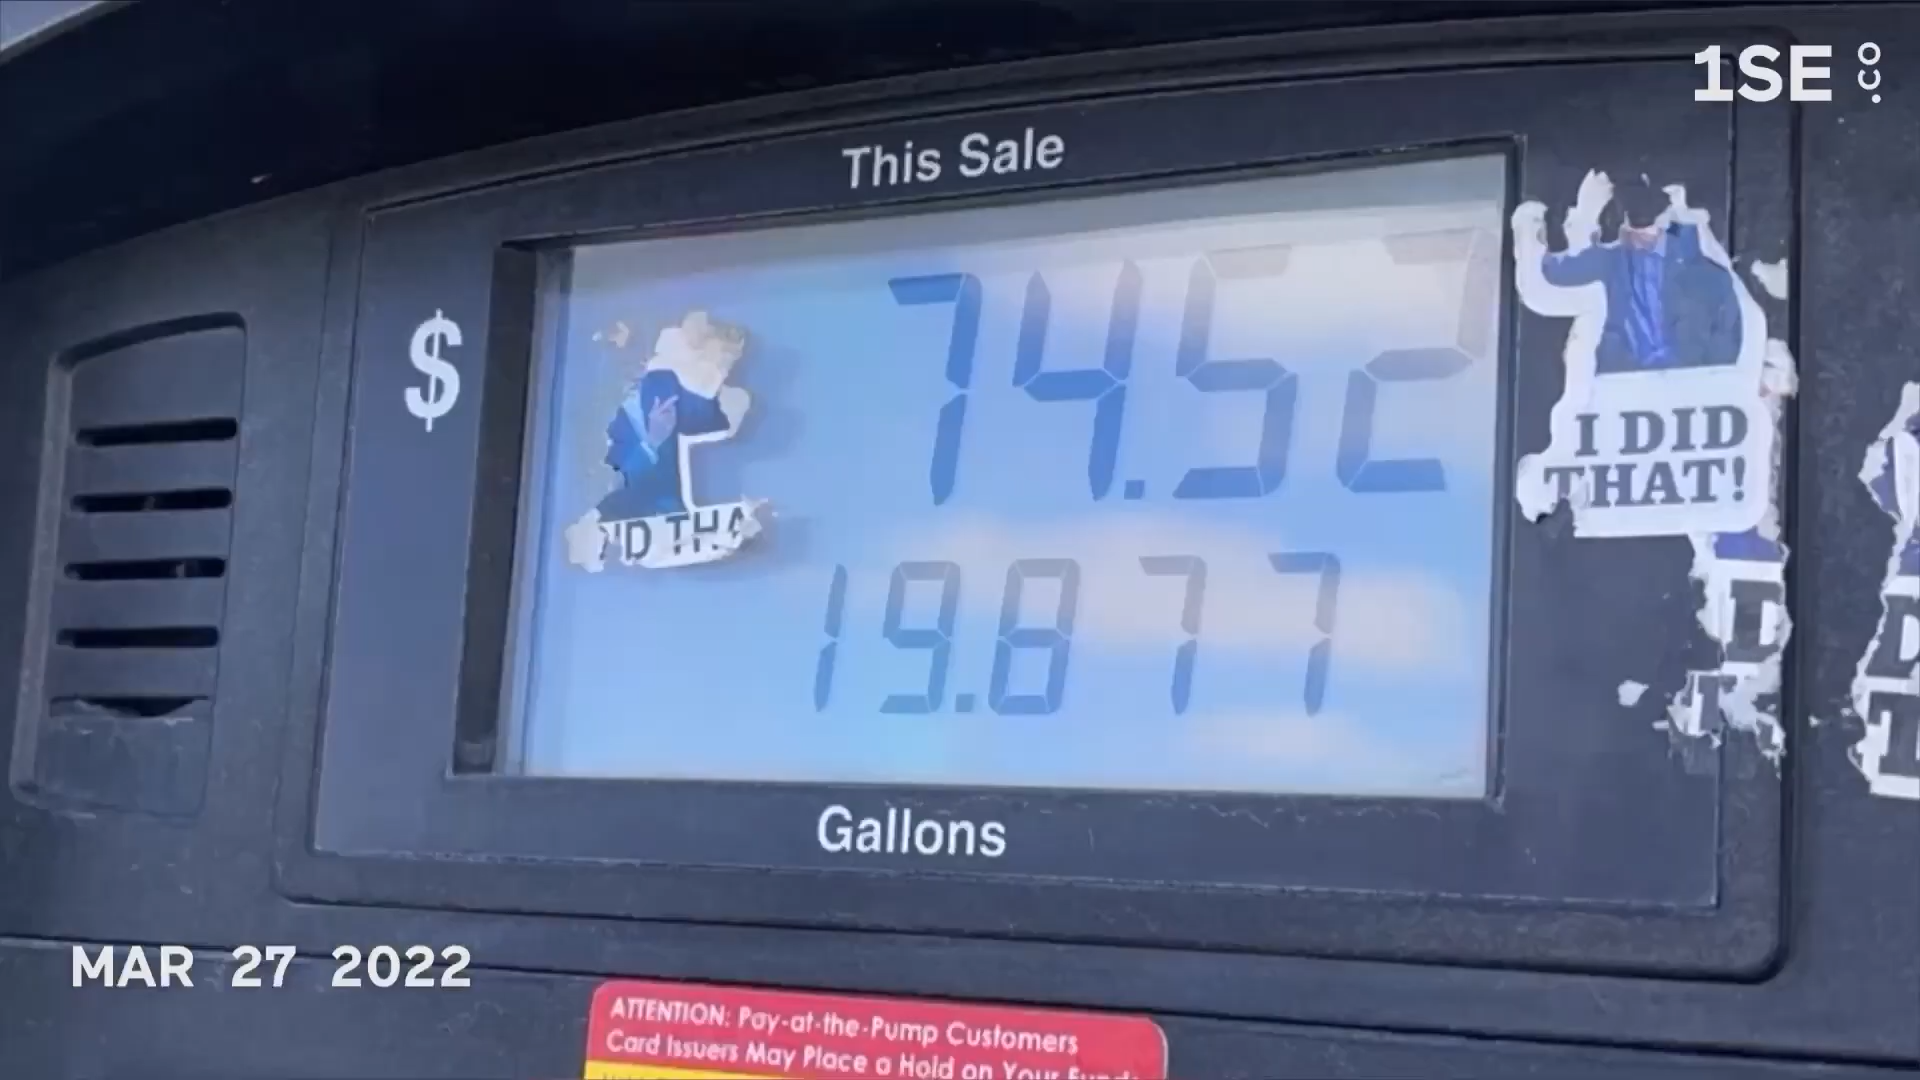 1SE
CO.
This Sale
$
74.52
I DID
THAT!
19.877
Gallons
MAR 27 2022
ATTENTION: Pay-at-the-Pump Customers
Card Issuers May Place a Hold on Your